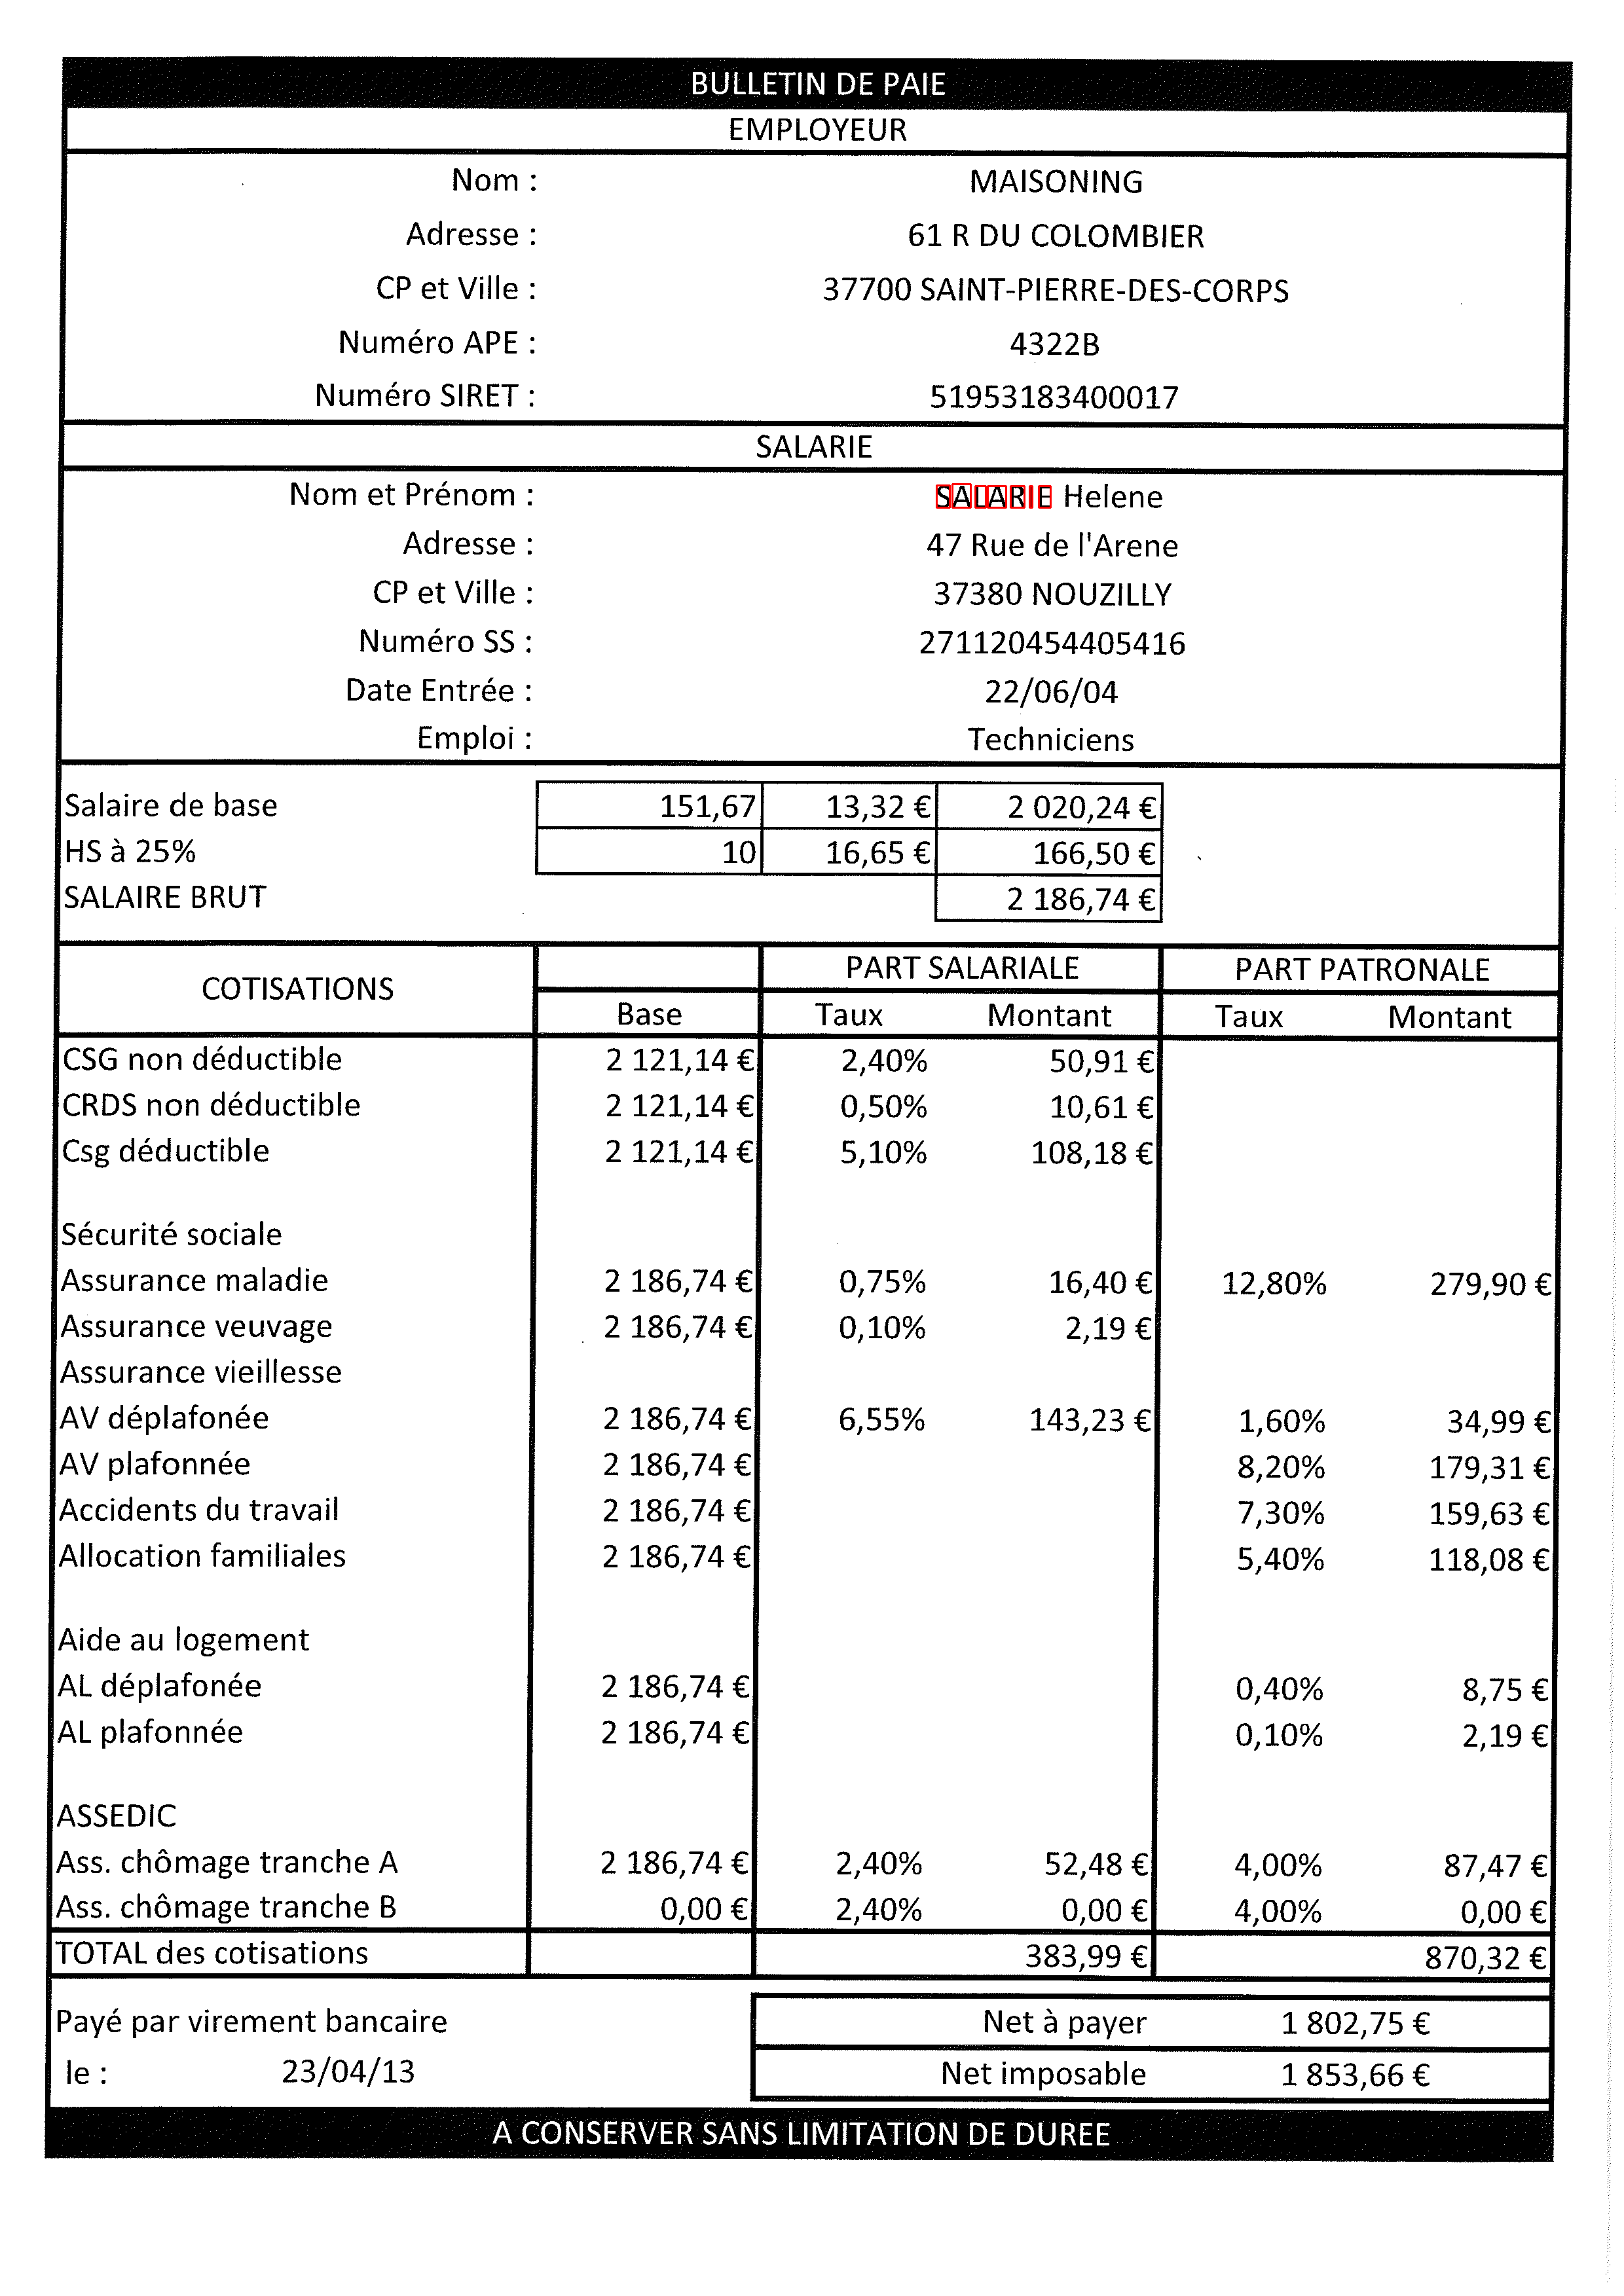 BULLETIN DE PAIE
EMPLOYEUR
Nom : MAISONING
Adresse : 61 R DU COLOMBIER
CP et Ville : 37700 SAINT-PIERRE-DES-CORPS
Numéro APE : 4322B
Numéro SIRET : 51953183400017
SALARIE
Nom et Prénom : SALARIE Helene
Adresse : 47 Rue de l'Arene
CP et Ville : 37380 NOUZILLY
Numéro SS : 271120454405416
Date Entrée : 22/06/04
Emploi : Techniciens
Salaire de base 151,67 13,32 € 2 020,24 €
HS à 25% 10 16,65 € 166,50 €
SALAIRE BRUT 2 186,74 €
COTISATIONS PART SALARIALE PART PATRONALE
Base Taux Montant Taux Montant
CSG non déductible 2 121,14 € 2,40% 50,91 €
CRDS non déductible 2 121,14 € 0,50% 10,61 €
Csg déductible 2 121,14 € 5,10% 108,18 €
Sécurité sociale
Assurance maladie 2 186,74 € 0,75% 16,40 € 12,80% 279,90 €
Assurance veuvage 2 186,74 € 0,10% 2,19 €
Assurance vieillesse
AV déplafonée 2 186,74 € 6,55% 143,23 € 1,60% 34,99 €
AV plafonnée 2 186,74 € 8,20% 179,31 €
Accidents du travail 2 186,74 € 7,30% 159,63 €
Allocation familiales 2 186,74 € 5,40% 118,08 €
Aide au logement
AL déplafonée 2 186,74 € 0,40% 8,75 €
AL plafonnée 2 186,74 € 0,10% 2,19 €
ASSEDIC
Ass. chômage tranche A 2 186,74 € 2,40% 52,48 € 4,00% 87,47 €
Ass. chômage tranche B 0,00 € 2,40% 0,00 € 4,00% 0,00 €
TOTAL des cotisations 383,99 € 870,32 €
Payé par virement bancaire Net à payer 1 802,75 €
le : 23/04/13 Net imposable 1 853,66 €
A CONSERVER SANS LIMITATION DE DUREE